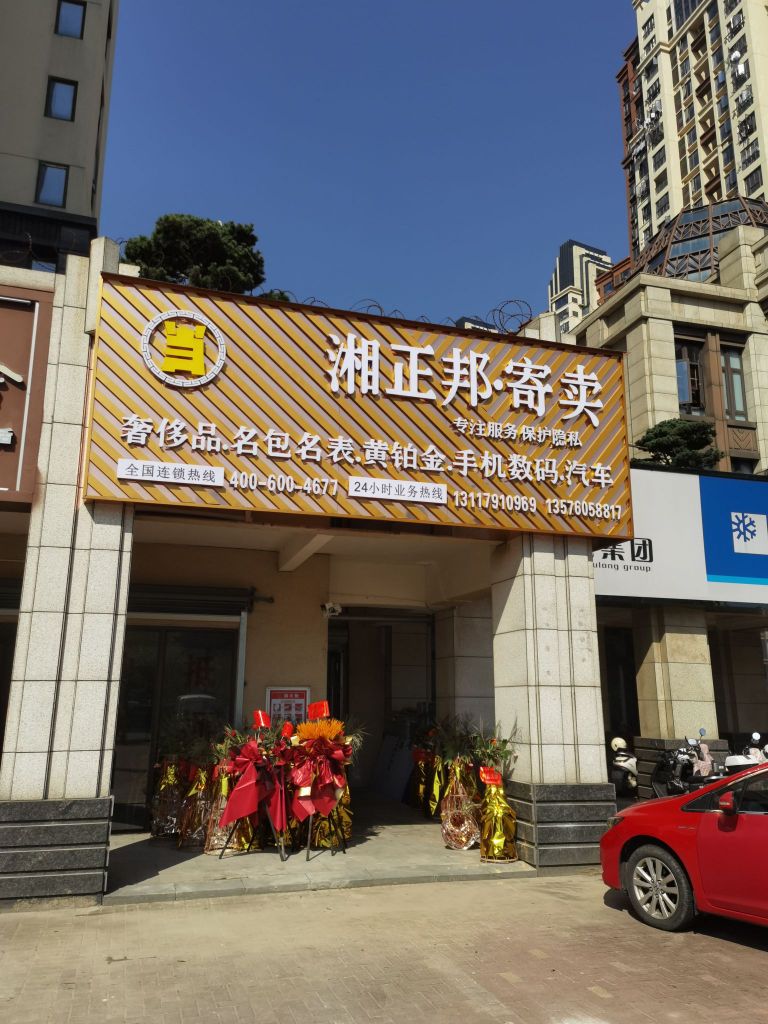 当
湘正邦·寄卖
专注服务 保护隐私
奢侈品.名包名表.黄铂金.手机数码.汽车
全国连锁热线 400-600-4677 24小时业务热线 13117910969 13576058817
集团
ulong group